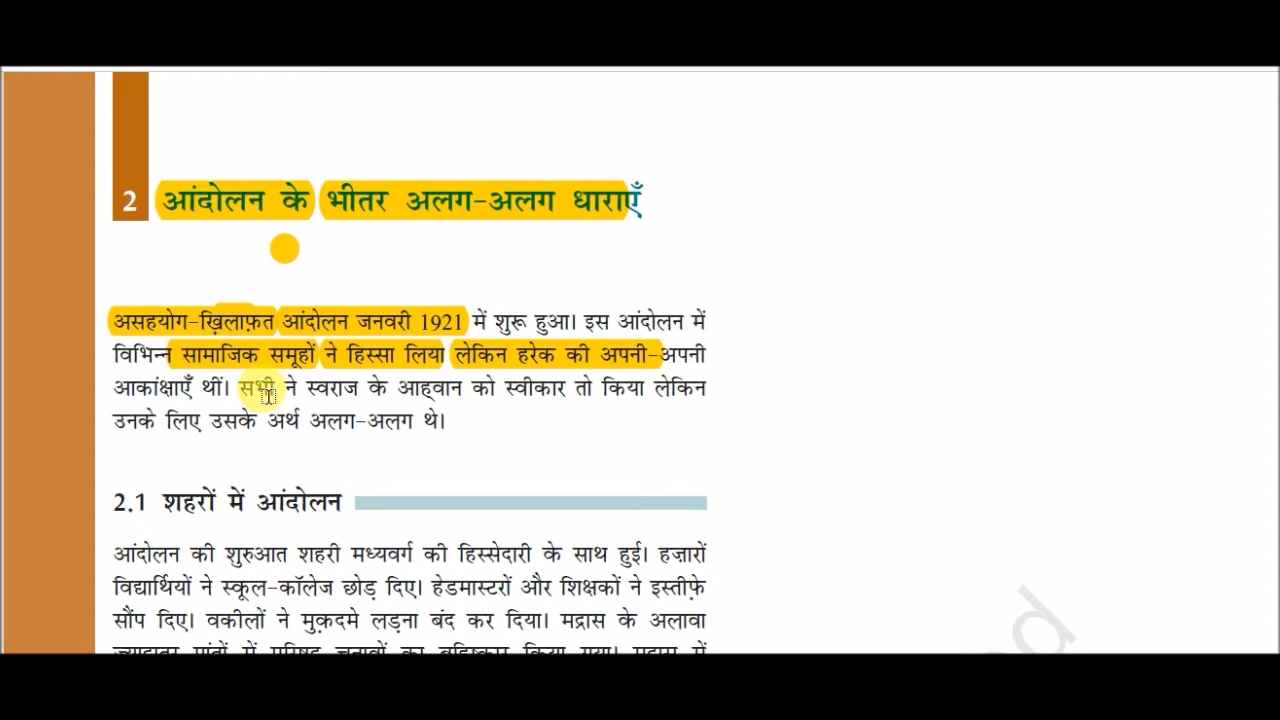 2 आंदोलन के भीतर अलग-अलग धाराएँ
असहयोग-ख़िलाफ़त आंदोलन जनवरी 1921 में शुरू हुआ। इस आंदोलन में
विभिन्न सामाजिक समूहों ने हिस्सा लिया लेकिन हरेक की अपनी-अपनी
आकांक्षाएँ थीं। सभी ने स्वराज के आह्वान को स्वीकार तो किया लेकिन
उनके लिए उसके अर्थ अलग-अलग थे।
2.1 शहरों में आंदोलन
आंदोलन की शुरुआत शहरी मध्यवर्ग की हिस्सेदारी के साथ हुई। हज़ारों
विद्यार्थियों ने स्कूल-कॉलेज छोड़ दिए। हेडमास्टरों और शिक्षकों ने इस्तीफ़े
सौंप दिए। वकीलों ने मुक़दमे लड़ना बंद कर दिया। मद्रास के अलावा